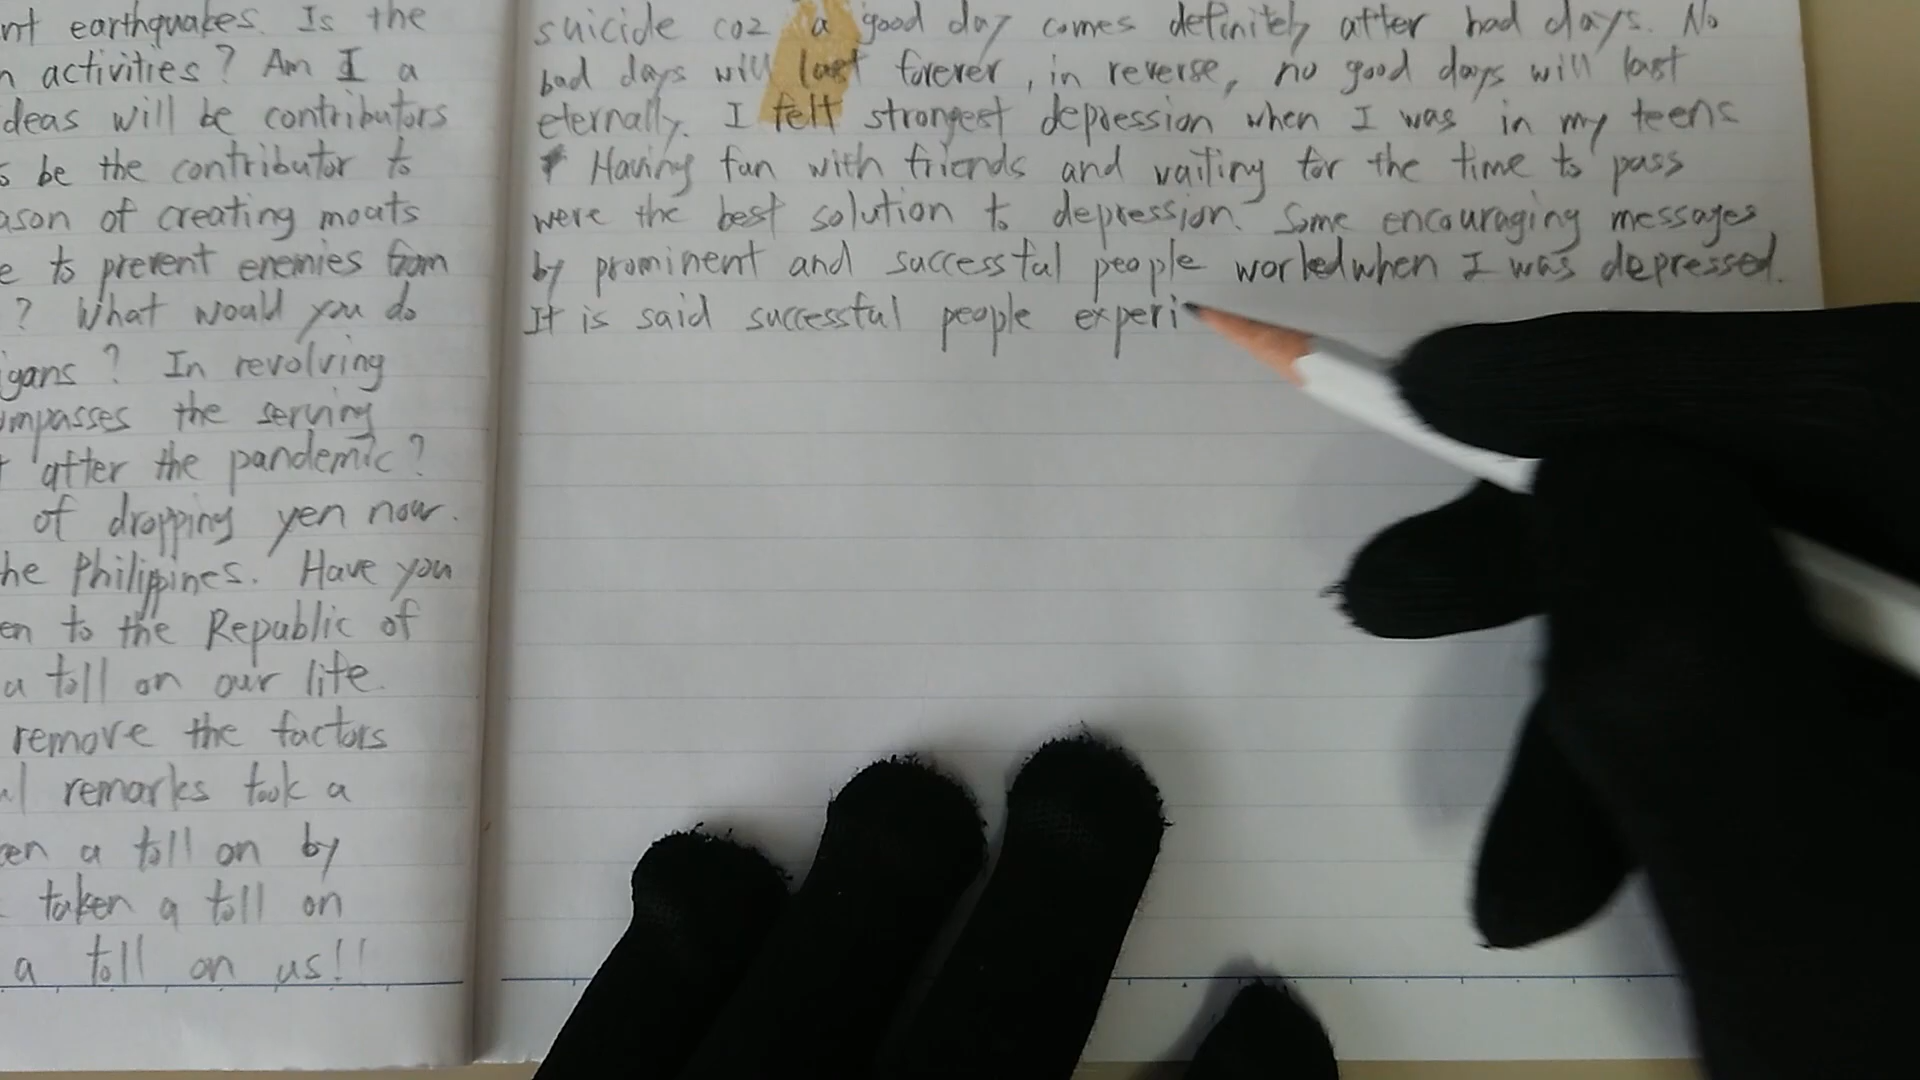 nt earthquakes. Is the
n activities? Am I a
deas will be contributors
s be the contributor to
ason of creating moats
e to prevent enemies from
? What would you do
igans? In revolving
ompasses the serving
t after the pandemic?
of dropping yen now.
he Philippines. Have you
en to the Republic of
a toll on our life.
remove the factors
al remarks took a
en a toll on by
taken a toll on
a toll on us!!
suicide coz a good day comes definitely after bad days. No
bad days will last forever, in reverse, no good days will last
eternally. I felt strongest depression when I was in my teens
Having fun with friends and vaiting for the time to pass
were the best solution to depression. Some encouraging messages
by prominent and successful people worked when I was depressed.
It is said successful people experi